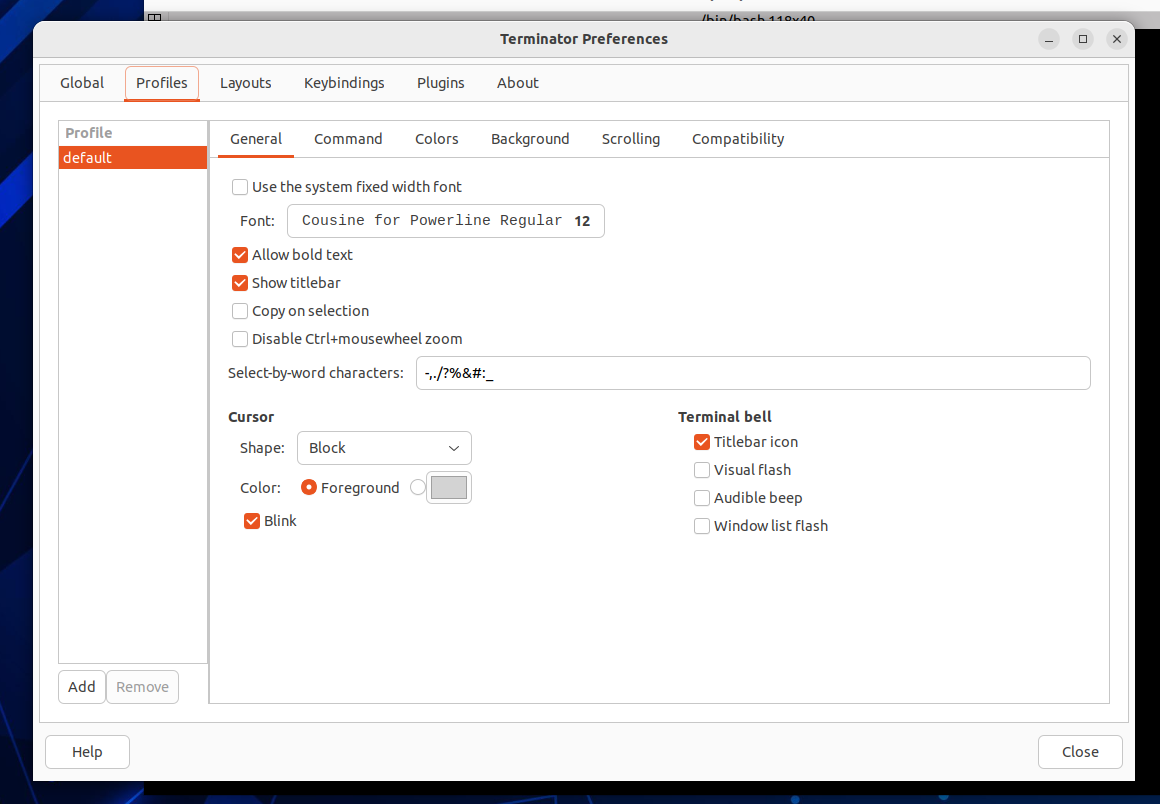 /bin/bash 118x40
Terminator Preferences
Global Profiles Layouts Keybindings Plugins About
Profile
default
General Command Colors Background Scrolling Compatibility
Use the system fixed width font
Font: Cousine for Powerline Regular 12
Allow bold text
Show titlebar
Copy on selection
Disable Ctrl+mousewheel zoom
Select-by-word characters: -,./?%&#:_
Cursor
Shape: Block
Color: Foreground
Blink
Terminal bell
Titlebar icon
Visual flash
Audible beep
Window list flash
Add Remove
Help Close